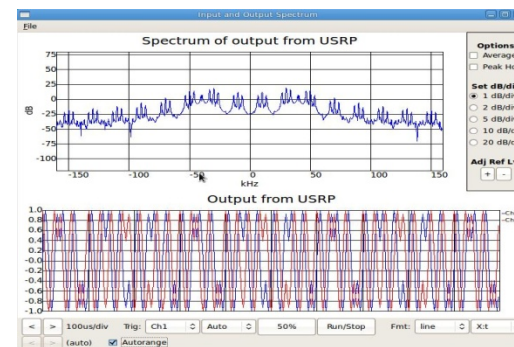 Input and Output Spectrum
File
Spectrum of output from USRP
75
50
25
0
-25
-50
-75
-100
dB
-150 -100 -50 0 50 100 150
kHz
Options
Average
Peak Ho
Set dB/di
1 dB/di
2 dB/di
5 dB/di
10 dB/d
20 dB/d
Adj Ref Lv
+ -
Output from USRP
1.0
0.8
0.6
0.4
0.2
-0.0
-0.2
-0.4
-0.6
-0.8
-1.0
Ch
Ch
< > 100us/div Trig: Ch1 Auto 50% Run/Stop Fmt: line X:t
< > (auto) Autorange